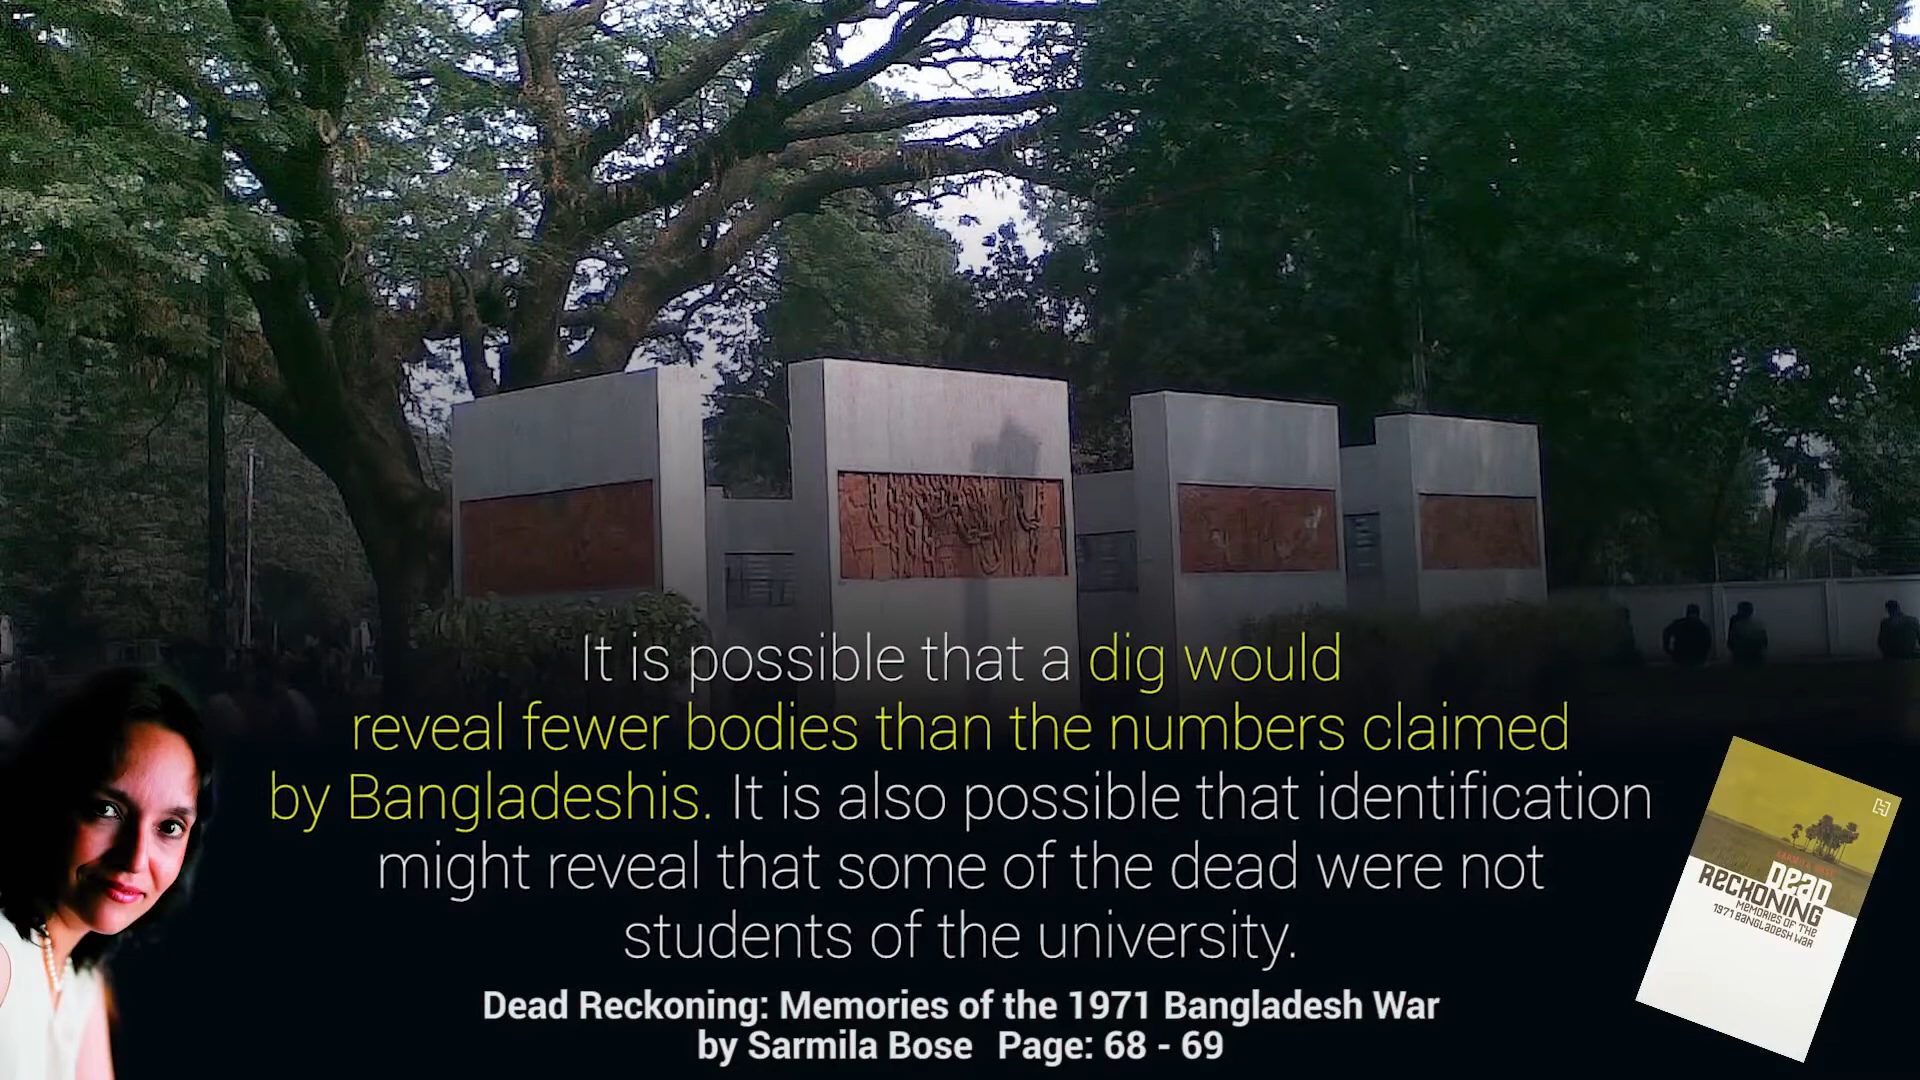 It is possible that a dig would
reveal fewer bodies than the numbers claimed
by Bangladeshis. It is also possible that identification
might reveal that some of the dead were not
students of the university.
Dead Reckoning: Memories of the 1971 Bangladesh War
by Sarmila Bose Page: 68 - 69
DEAD
RECKONING
MEMORIES OF THE
1971 BANGLADESH WAR